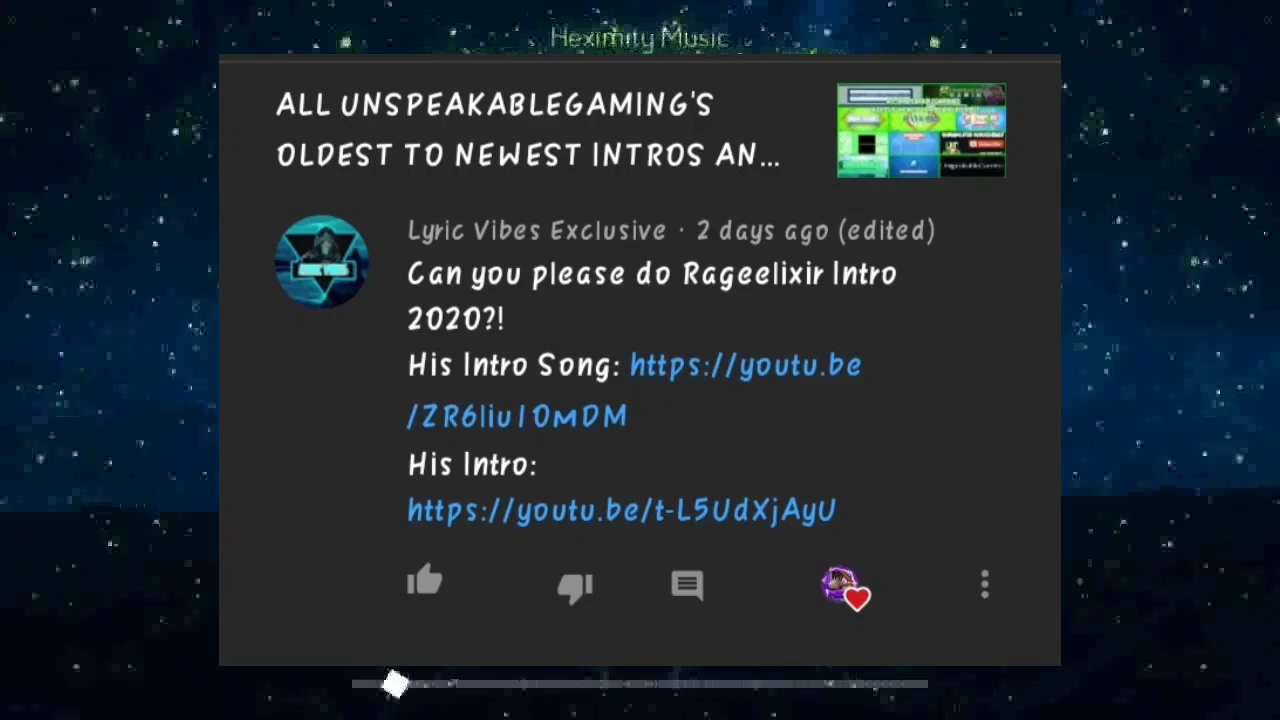 Heximity Music
ALL UNSPEAKABLEGAMING'S
OLDEST TO NEWEST INTROS AN...
Lyric Vibes Exclusive · 2 days ago (edited)
Can you please do Rageelixir Intro
2020?!
His Intro Song: https://youtu.be
/ZR6liu10mDM
His Intro:
https://youtu.be/t-L5UdXjAyU